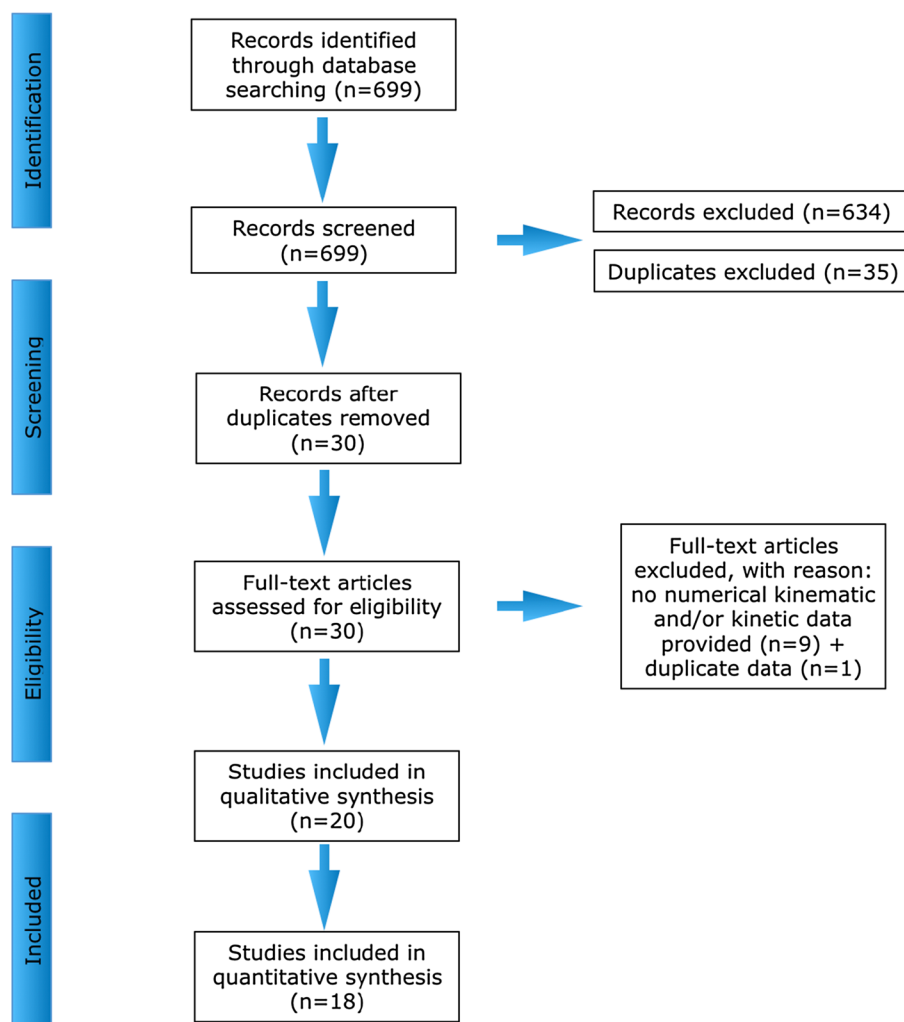 Identification
Records identified
through database
searching (n=699)
Records screened
(n=699)
Records excluded (n=634)
Duplicates excluded (n=35)
Screening
Records after
duplicates removed
(n=30)
Eligibility
Full-text articles
assessed for eligibility
(n=30)
Full-text articles
excluded, with reason:
no numerical kinematic
and/or kinetic data
provided (n=9) +
duplicate data (n=1)
Studies included in
qualitative synthesis
(n=20)
Included
Studies included in
quantitative synthesis
(n=18)